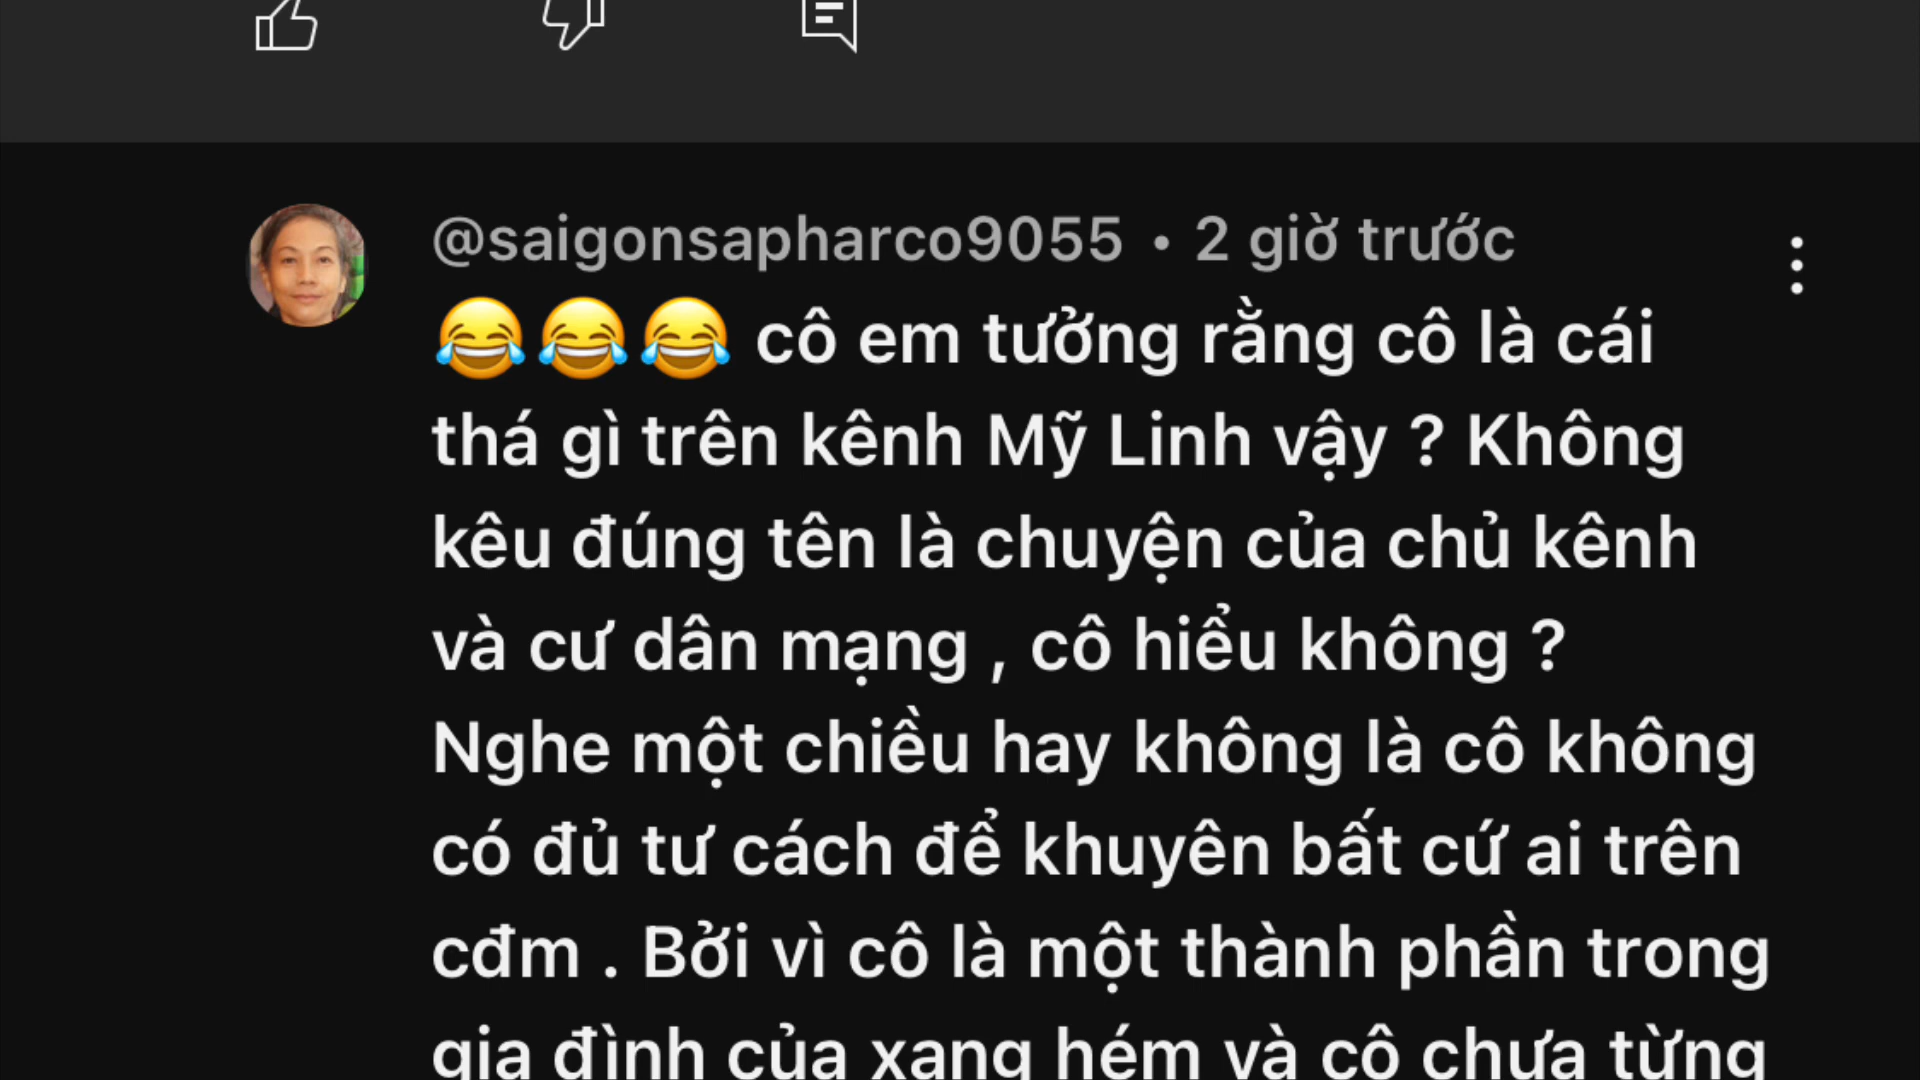 @saigonsapharco9055 • 2 giờ trước
😂😂😂 cô em tưởng rằng cô là cái
thá gì trên kênh Mỹ Linh vậy ? Không
kêu đúng tên là chuyện của chủ kênh
và cư dân mạng , cô hiểu không ?
Nghe một chiều hay không là cô không
có đủ tư cách để khuyên bất cứ ai trên
cđm . Bởi vì cô là một thành phần trong
gia đình của xang hém và cô chưa từng